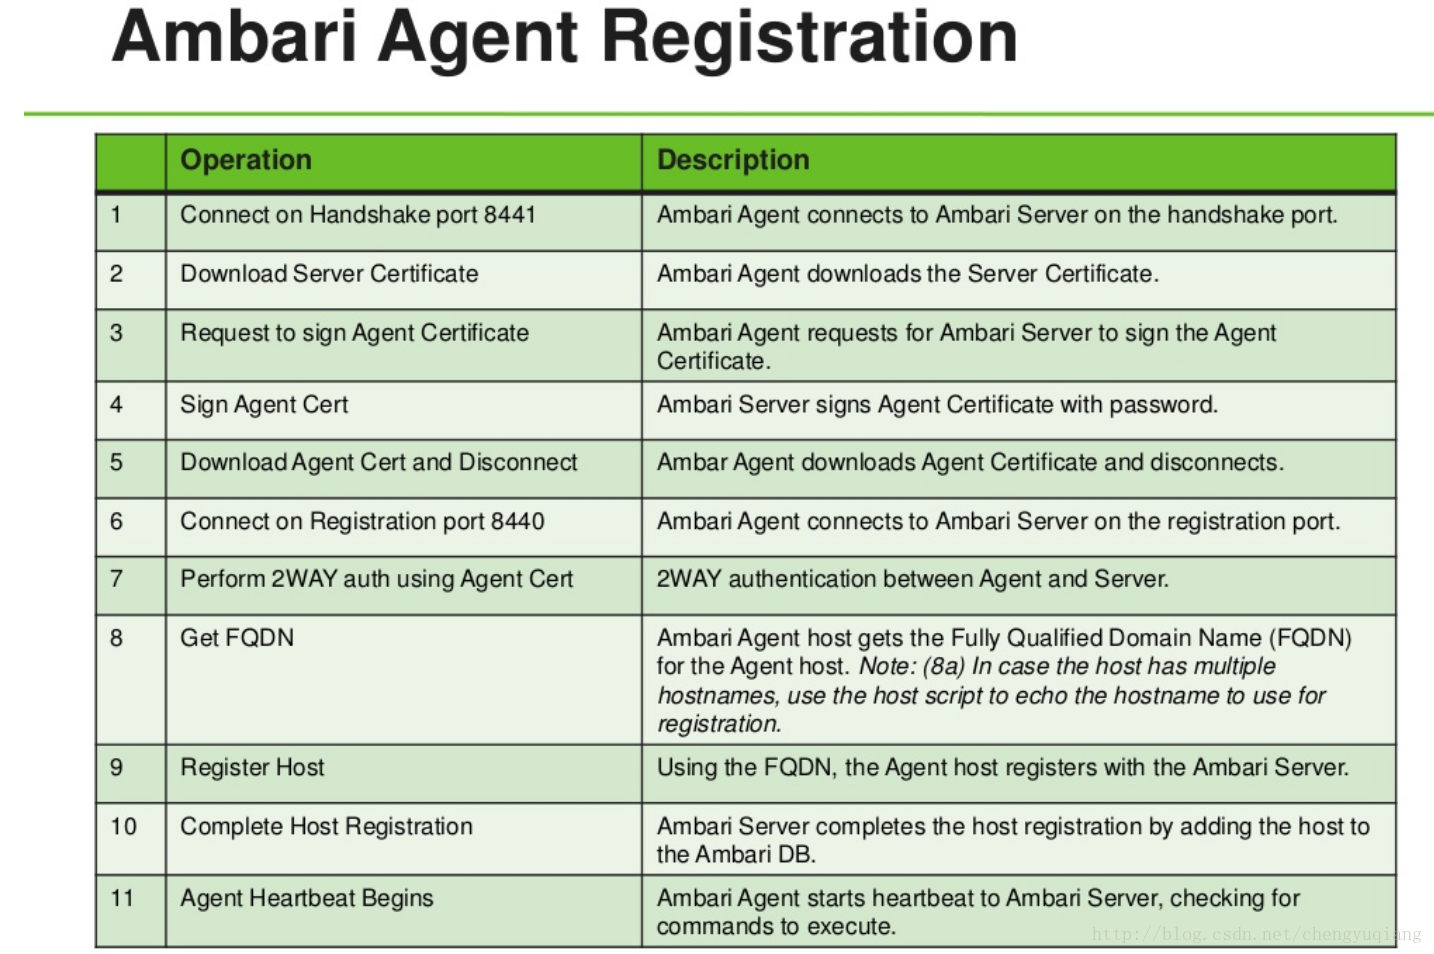 Ambari Agent Registration
Operation Description
1 Connect on Handshake port 8441 Ambari Agent connects to Ambari Server on the handshake port.
2 Download Server Certificate Ambari Agent downloads the Server Certificate.
3 Request to sign Agent Certificate Ambari Agent requests for Ambari Server to sign the Agent
Certificate.
4 Sign Agent Cert Ambari Server signs Agent Certificate with password.
5 Download Agent Cert and Disconnect Ambar Agent downloads Agent Certificate and disconnects.
6 Connect on Registration port 8440 Ambari Agent connects to Ambari Server on the registration port.
7 Perform 2WAY auth using Agent Cert 2WAY authentication between Agent and Server.
8 Get FQDN Ambari Agent host gets the Fully Qualified Domain Name (FQDN)
for the Agent host. Note: (8a) In case the host has multiple
hostnames, use the host script to echo the hostname to use for
registration.
9 Register Host Using the FQDN, the Agent host registers with the Ambari Server.
10 Complete Host Registration Ambari Server completes the host registration by adding the host to
the Ambari DB.
11 Agent Heartbeat Begins Ambari Agent starts heartbeat to Ambari Server, checking for
commands to execute.
http://blog.csdn.net/chengyuqiang